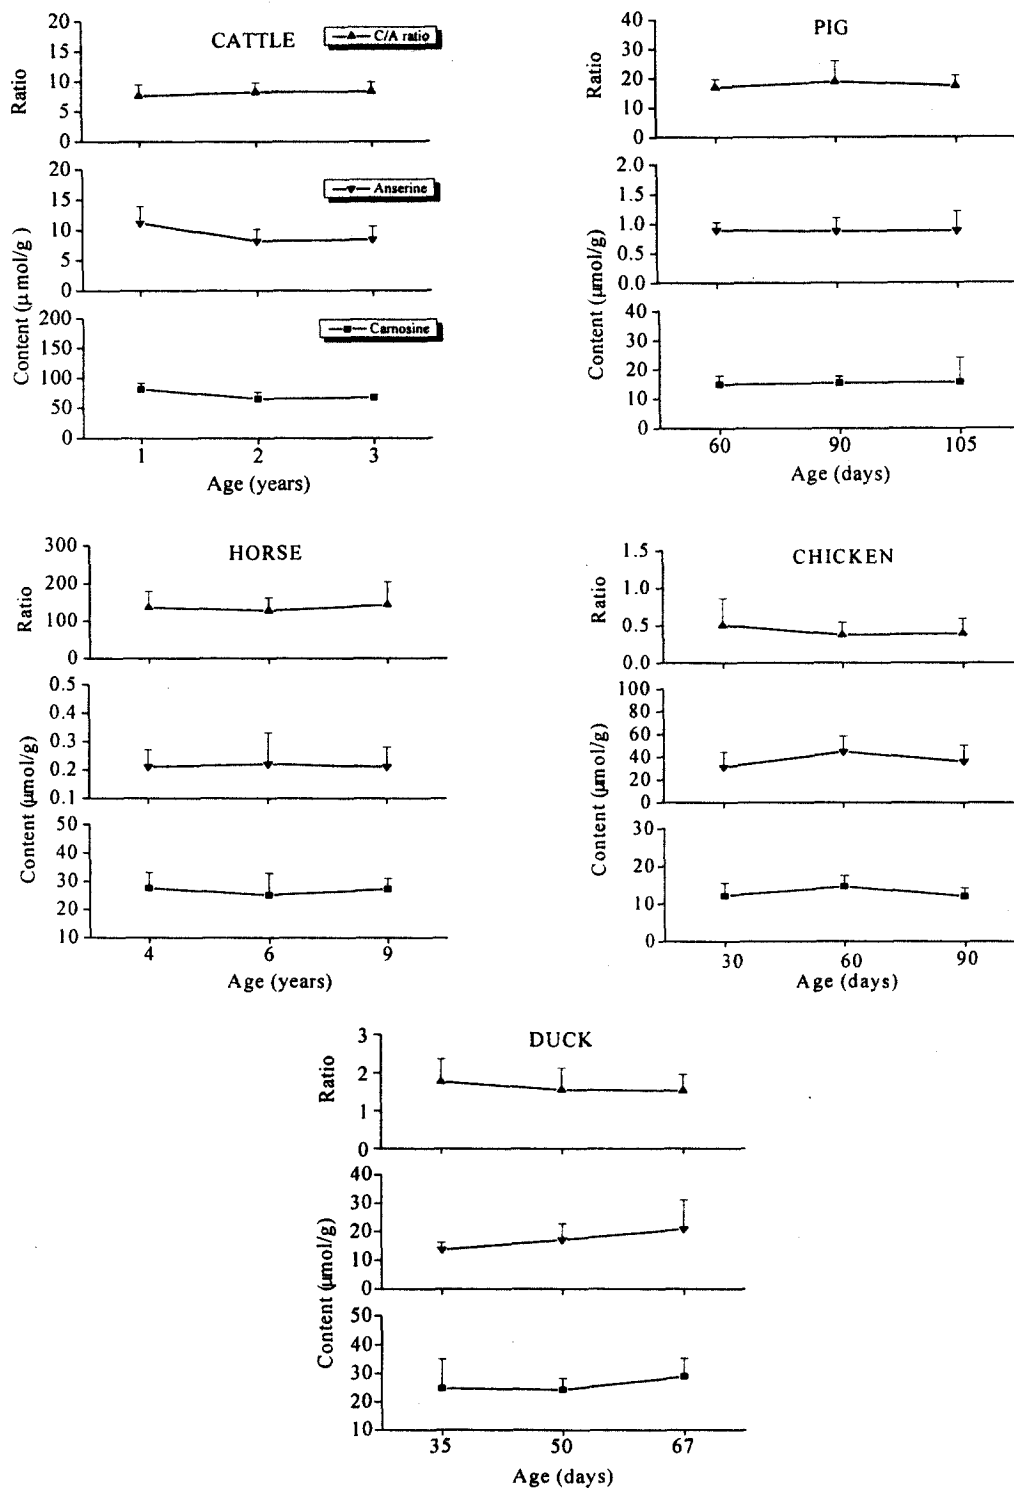 CATTLE
C/A ratio
Ratio
20
15
10
5
0
Anserine
20
15
10
5
0
Content (μ mol/g)
Carnosine
200
150
100
50
0
1 2 3
Age (years)
PIG
Ratio
40
30
20
10
0
2.0
1.5
1.0
0.5
0.0
Content (μmol/g)
40
30
20
10
0
60 90 105
Age (days)
HORSE
Ratio
300
200
100
0
0.5
0.4
0.3
0.2
0.1
Content (μmol/g)
50
40
30
20
10
4 6 9
Age (years)
CHICKEN
Ratio
1.5
1.0
0.5
0.0
100
80
60
40
20
0
Content (μmol/g)
30
20
10
0
30 60 90
Age (days)
DUCK
Ratio
3
2
1
0
40
30
20
10
0
Content (μmol/g)
50
40
30
20
10
35 50 67
Age (days)